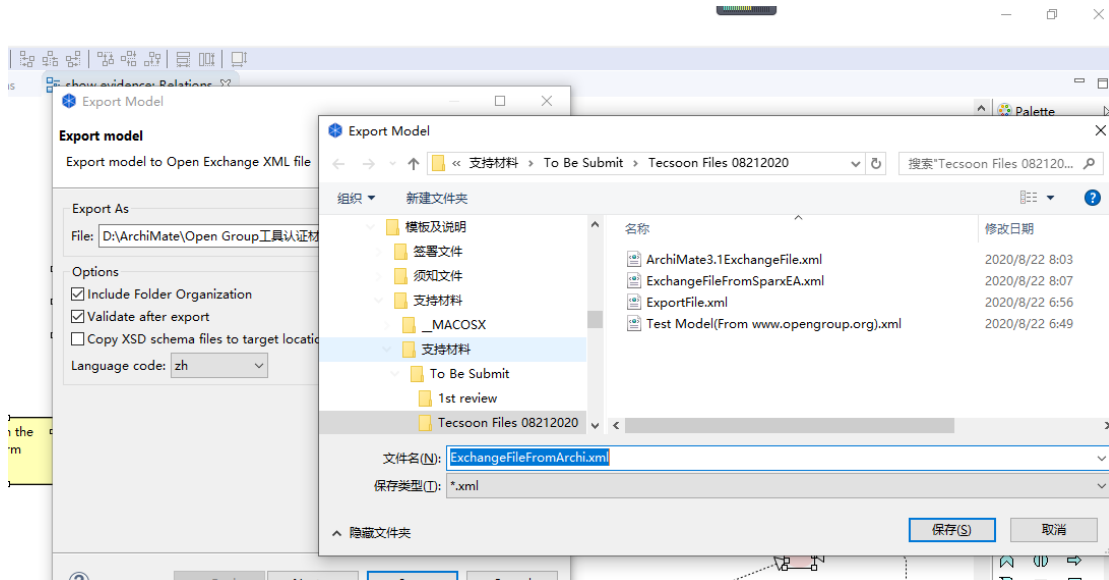 show evidence: Relations
Palette
Export Model
Export model
Export model to Open Exchange XML file
Export As
File: D:\ArchiMate\Open Group工具认证材
Options
Include Folder Organization
Validate after export
Copy XSD schema files to target locatio
Language code: zh
n the
rm
Export Model
« 支持材料 › To Be Submit › Tecsoon Files 08212020
搜索"Tecsoon Files 082120...
组织 新建文件夹
模板及说明
签署文件
须知文件
支持材料
__MACOSX
支持材料
To Be Submit
1st review
Tecsoon Files 08212020
名称 修改日期
ArchiMate3.1ExchangeFile.xml 2020/8/22 8:03
ExchangeFileFromSparxEA.xml 2020/8/22 8:07
ExportFile.xml 2020/8/22 6:56
Test Model(From www.opengroup.org).xml 2020/8/22 6:49
文件名(N): ExchangeFileFromArchi.xml
保存类型(T): *.xml
隐藏文件夹 保存(S) 取消